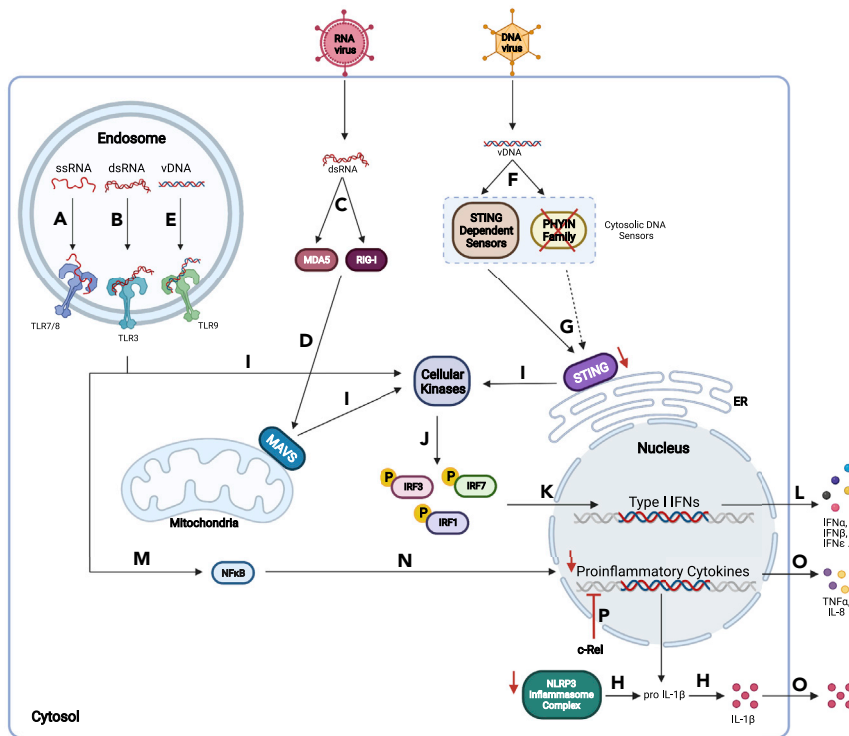 RNA
virus
DNA
virus
Endosome
ssRNA
dsRNA
vDNA
A
B
E
TLR7/8
TLR3
TLR9
dsRNA
C
MDA5
RIG-I
D
vDNA
F
STING
Dependent
Sensors
PHYIN
Family
Cytosolic DNA
Sensors
G
STING
ER
I
I
I
Cellular
Kinases
MAVS
Mitochondria
J
P
IRF3
P
IRF7
P
IRF1
K
Nucleus
Type I IFNs
L
IFNα,
IFNβ,
IFNε .
M
NFκB
N
Proinflammatory Cytokines
O
TNFα,
IL-8
P
c-Rel
NLRP3
Inflammasome
Complex
H
pro IL-1β
H
IL-1β
O
Cytosol